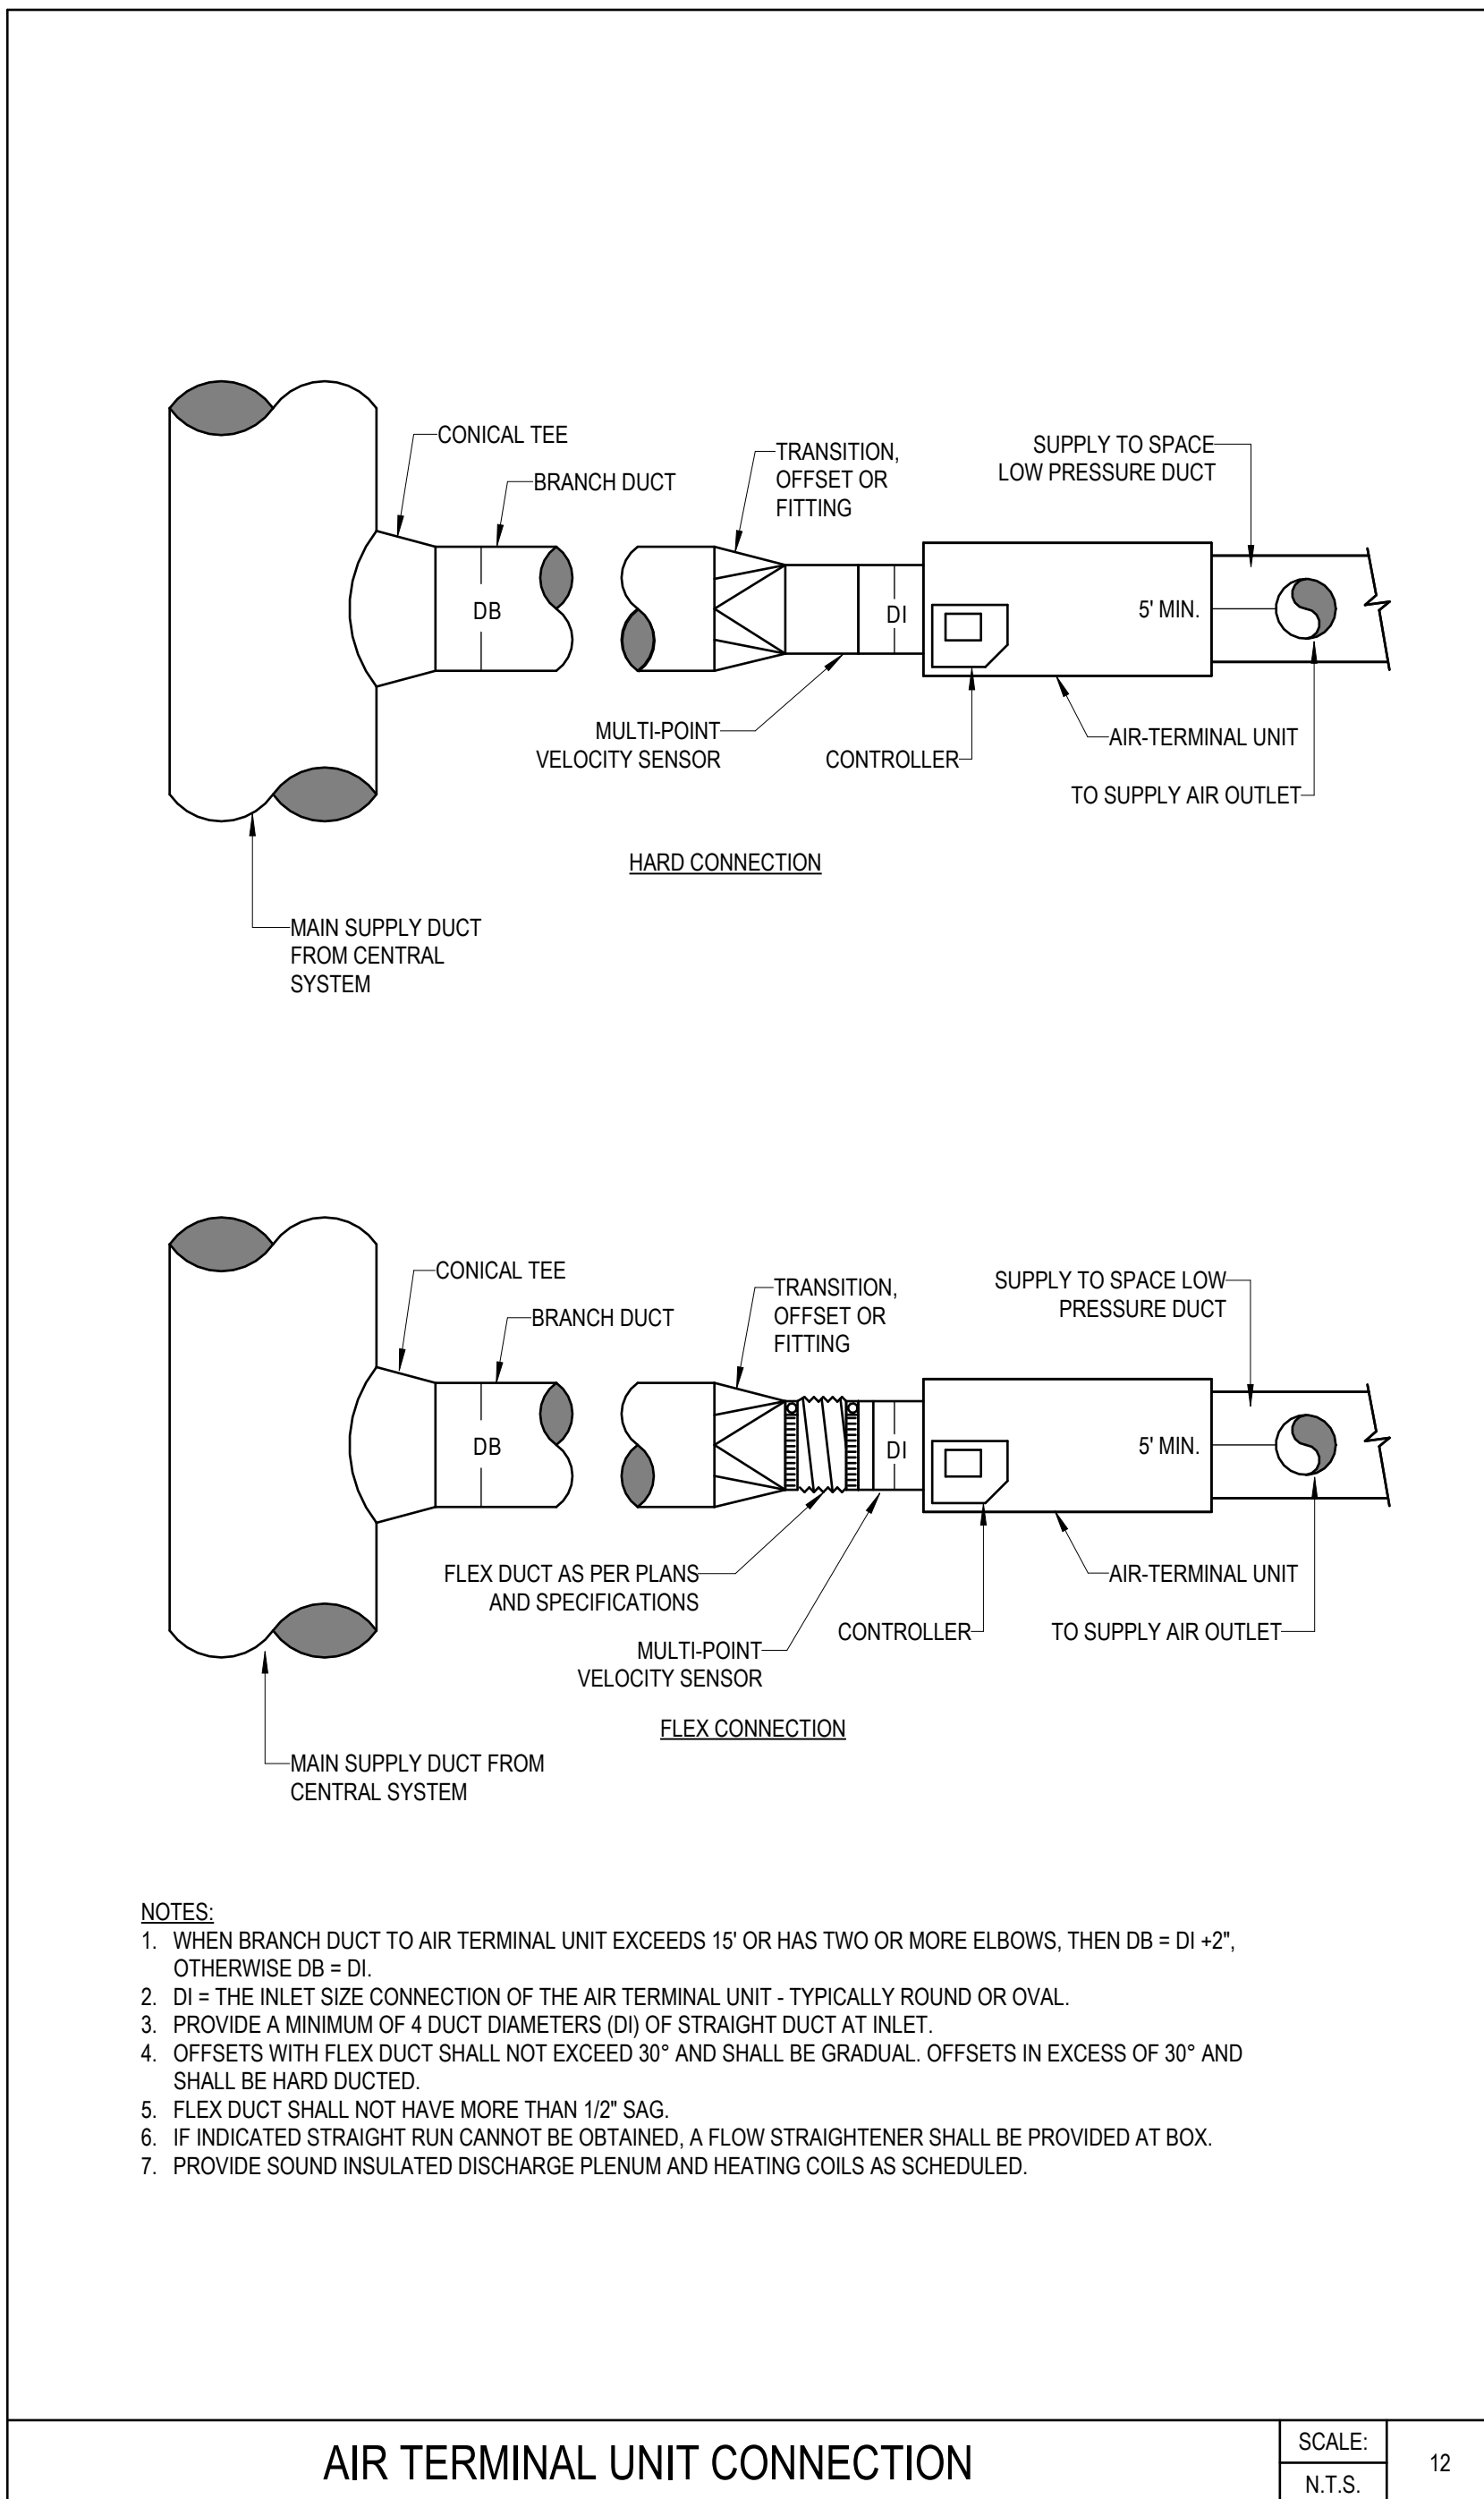 CONICAL TEE
BRANCH DUCT
TRANSITION,
OFFSET OR
FITTING
SUPPLY TO SPACE
LOW PRESSURE DUCT
DB
DI
5' MIN.
MULTI-POINT
VELOCITY SENSOR
CONTROLLER
AIR-TERMINAL UNIT
TO SUPPLY AIR OUTLET
HARD CONNECTION
MAIN SUPPLY DUCT
FROM CENTRAL
SYSTEM
CONICAL TEE
BRANCH DUCT
TRANSITION,
OFFSET OR
FITTING
SUPPLY TO SPACE LOW
PRESSURE DUCT
DB
DI
5' MIN.
FLEX DUCT AS PER PLANS
AND SPECIFICATIONS
MULTI-POINT
VELOCITY SENSOR
CONTROLLER
AIR-TERMINAL UNIT
TO SUPPLY AIR OUTLET
FLEX CONNECTION
MAIN SUPPLY DUCT FROM
CENTRAL SYSTEM
NOTES:
1. WHEN BRANCH DUCT TO AIR TERMINAL UNIT EXCEEDS 15' OR HAS TWO OR MORE ELBOWS, THEN DB = DI +2",
OTHERWISE DB = DI.
2. DI = THE INLET SIZE CONNECTION OF THE AIR TERMINAL UNIT - TYPICALLY ROUND OR OVAL.
3. PROVIDE A MINIMUM OF 4 DUCT DIAMETERS (DI) OF STRAIGHT DUCT AT INLET.
4. OFFSETS WITH FLEX DUCT SHALL NOT EXCEED 30° AND SHALL BE GRADUAL. OFFSETS IN EXCESS OF 30° AND
SHALL BE HARD DUCTED.
5. FLEX DUCT SHALL NOT HAVE MORE THAN 1/2" SAG.
6. IF INDICATED STRAIGHT RUN CANNOT BE OBTAINED, A FLOW STRAIGHTENER SHALL BE PROVIDED AT BOX.
7. PROVIDE SOUND INSULATED DISCHARGE PLENUM AND HEATING COILS AS SCHEDULED.
AIR TERMINAL UNIT CONNECTION
SCALE:
N.T.S.
12